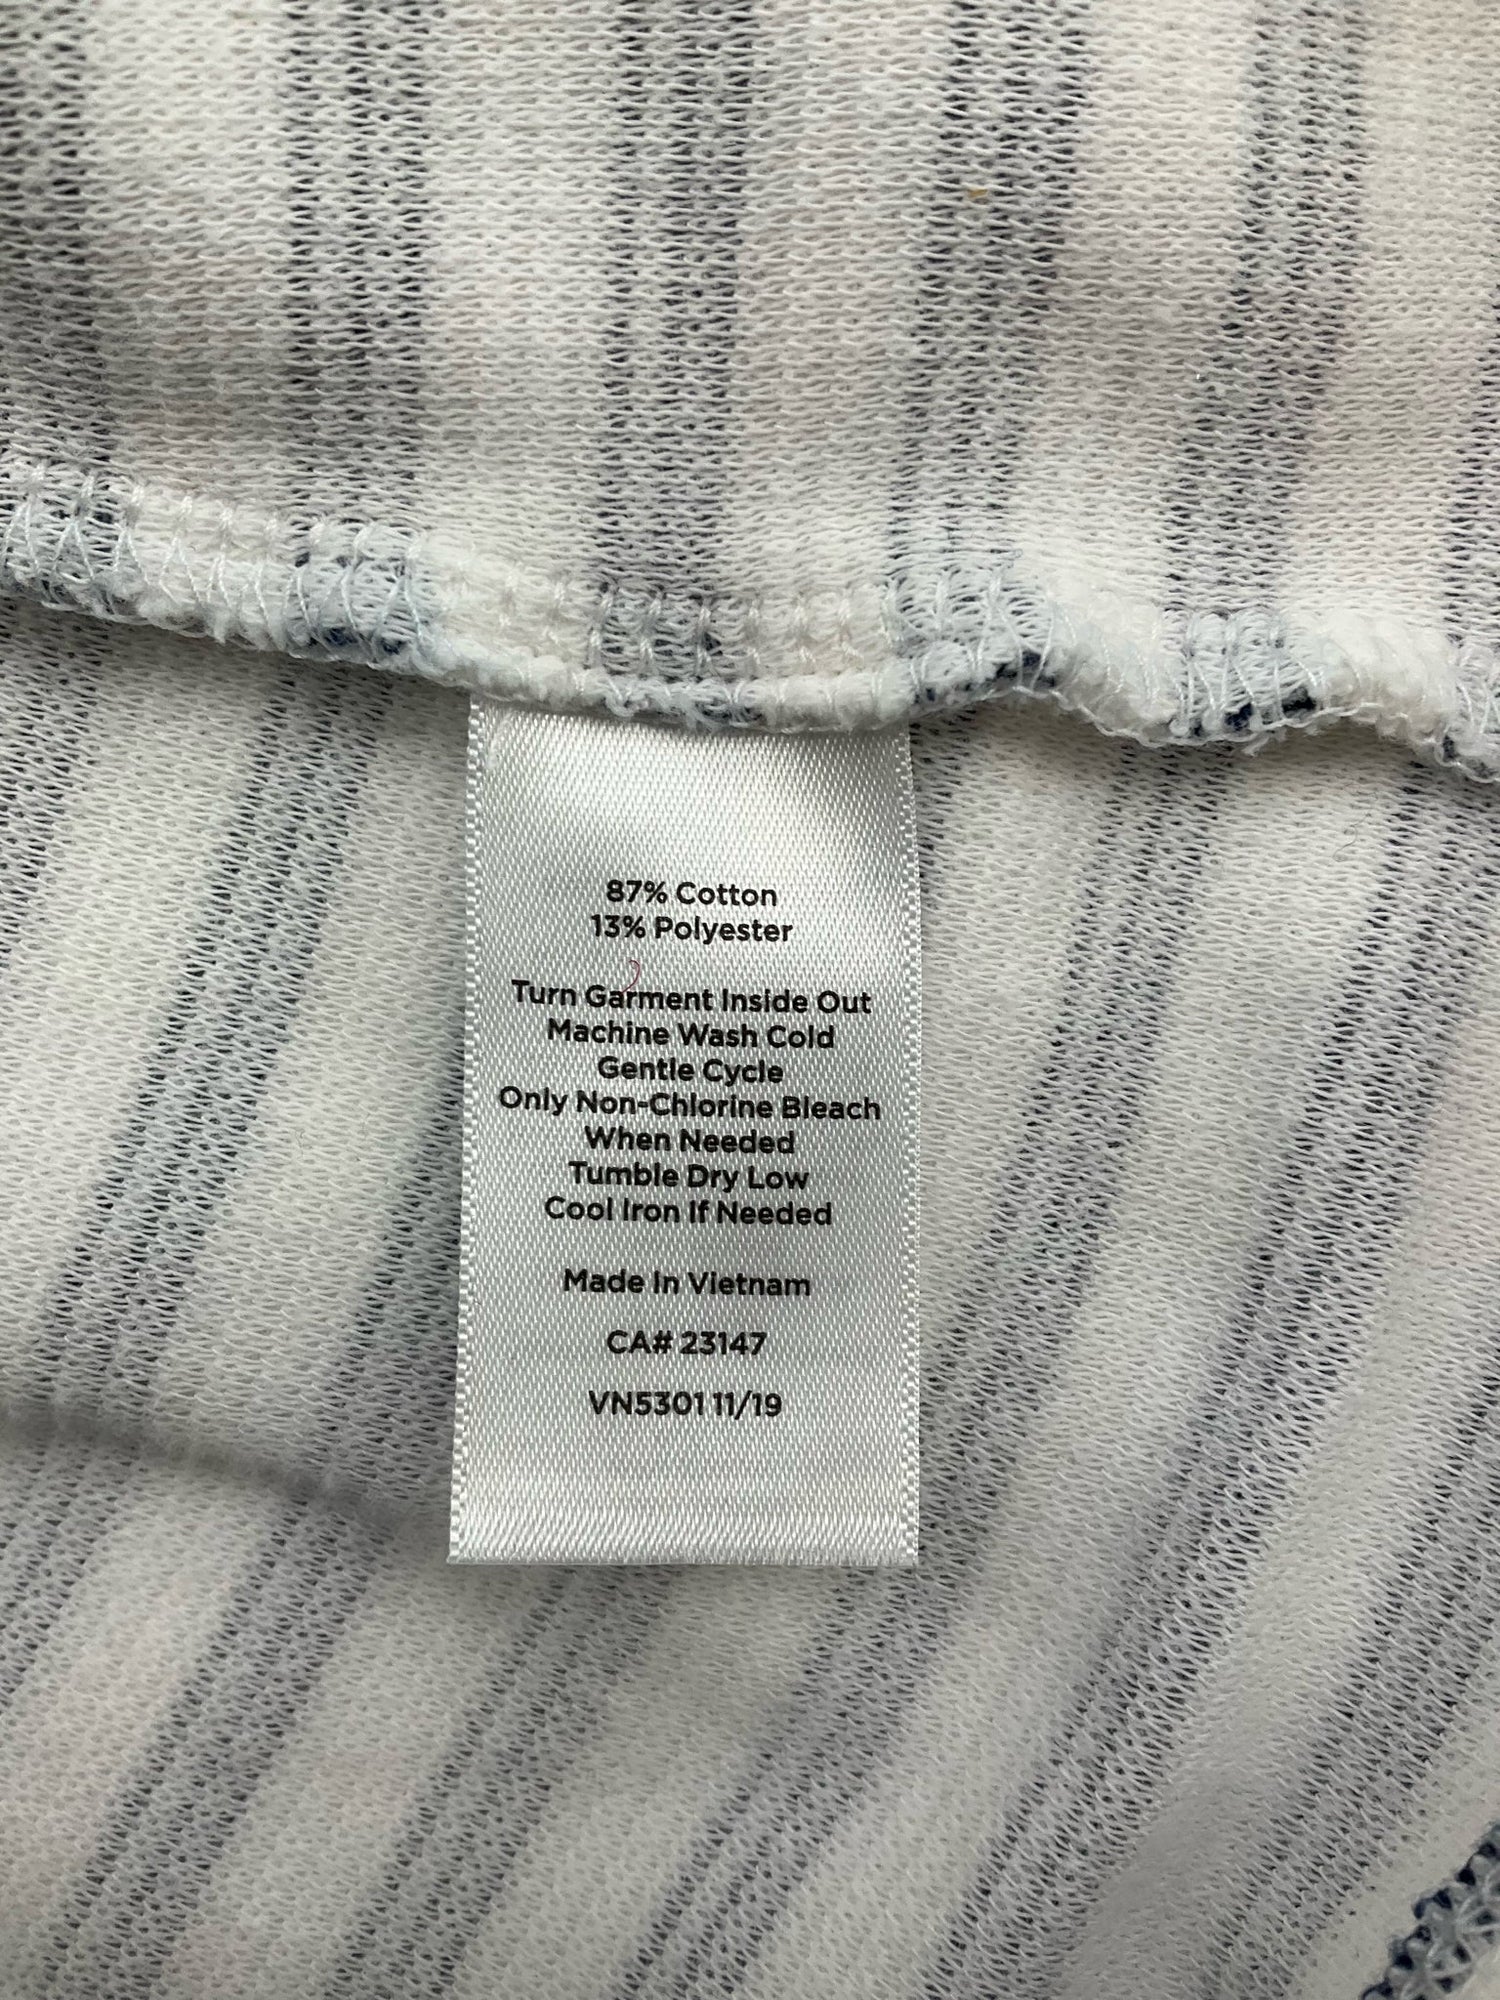 87% Cotton
13% Polyester
Turn Garment Inside Out
Machine Wash Cold
Gentle Cycle
Only Non-Chlorine Bleach
When Needed
Tumble Dry Low
Cool Iron If Needed
Made In Vietnam
CA# 23147
VN5301 11/19